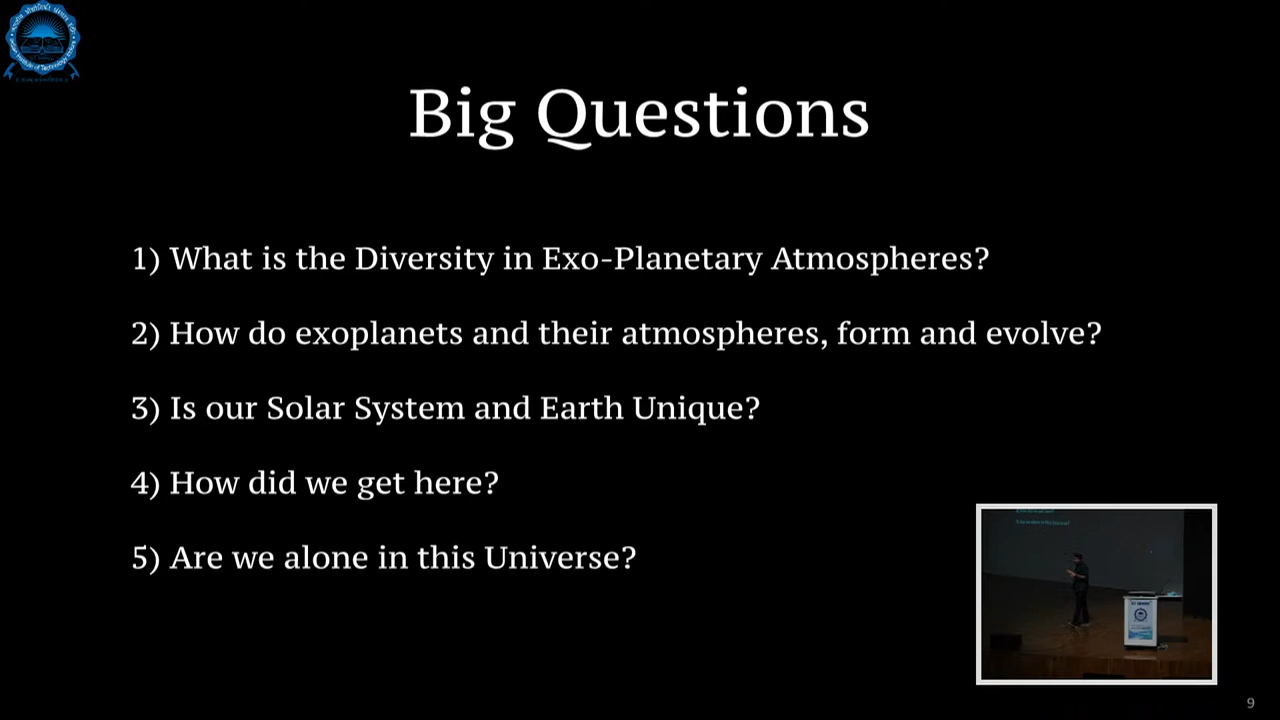 Big Questions
1) What is the Diversity in Exo-Planetary Atmospheres?
2) How do exoplanets and their atmospheres, form and evolve?
3) Is our Solar System and Earth Unique?
4) How did we get here?
5) Are we alone in this Universe?
9